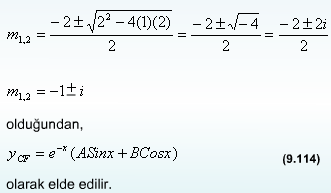 m₁,₂ = (−2 ± √(2² − 4(1)(2))) / 2 = (−2 ± √−4) / 2 = (−2 ± 2i) / 2
m₁,₂ = −1 ± i
olduğundan,
y_CF = e^(−x) (ASinx + BCosx) (9.114)
olarak elde edilir.